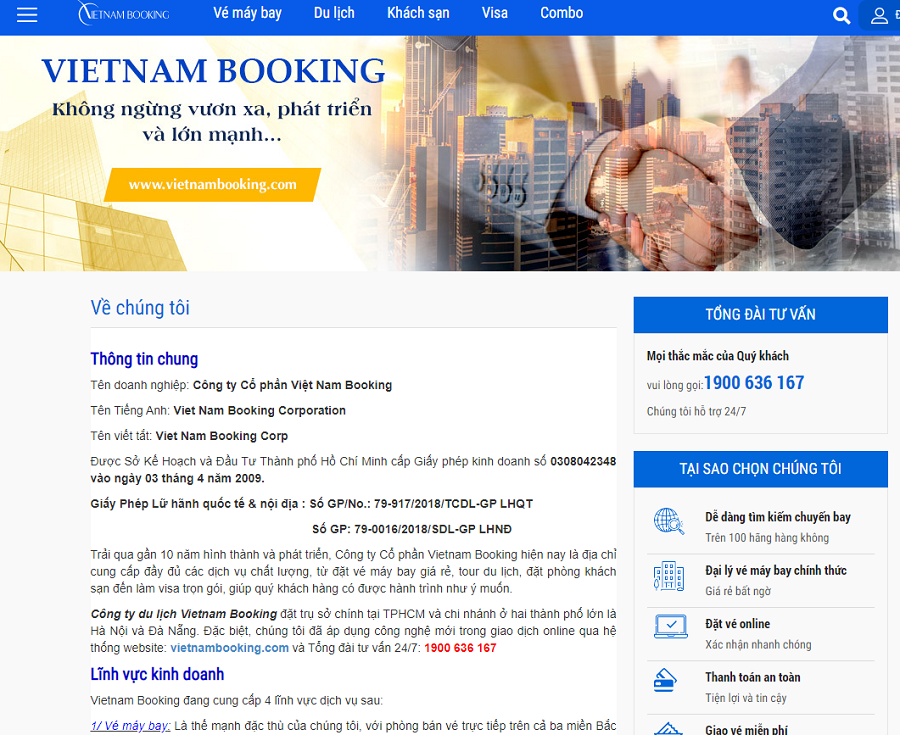 VIETNAM BOOKING
Vé máy bay
Du lịch
Khách sạn
Visa
Combo
VIETNAM BOOKING
Không ngừng vươn xa, phát triển
và lớn mạnh...
www.vietnambooking.com
Về chúng tôi
Thông tin chung
Tên doanh nghiệp: Công ty Cổ phần Việt Nam Booking
Tên Tiếng Anh: Viet Nam Booking Corporation
Tên viết tắt: Viet Nam Booking Corp
Được Sở Kế Hoạch và Đầu Tư Thành phố Hồ Chí Minh cấp Giấy phép kinh doanh số 0308042348
vào ngày 03 tháng 4 năm 2009.
Giấy Phép Lữ hành quốc tế & nội địa : Số GP/No.: 79-917/2018/TCDL-GP LHQT
Số GP: 79-0016/2018/SDL-GP LHNĐ
Trải qua gần 10 năm hình thành và phát triển, Công ty Cổ phần Vietnam Booking hiện nay là địa chỉ
cung cấp đầy đủ các dịch vụ chất lượng, từ đặt vé máy bay giá rẻ, tour du lịch, đặt phòng khách
sạn đến làm visa trọn gói, giúp quý khách hàng có được hành trình như ý muốn.
Công ty du lịch Vietnam Booking đặt trụ sở chính tại TPHCM và chi nhánh ở hai thành phố lớn là
Hà Nội và Đà Nẵng. Đặc biệt, chúng tôi đã áp dụng công nghệ mới trong giao dịch online qua hệ
thống website: vietnambooking.com và Tổng đài tư vấn 24/7: 1900 636 167
Lĩnh vực kinh doanh
Vietnam Booking đang cung cấp 4 lĩnh vực dịch vụ sau:
1/ Vé máy bay: Là thế mạnh đặc thù của chúng tôi, với phòng bán vé trực tiếp trên cả ba miền Bắc
TỔNG ĐÀI TƯ VẤN
Mọi thắc mắc của Quý khách
vui lòng gọi:1900 636 167
Chúng tôi hỗ trợ 24/7
TẠI SAO CHỌN CHÚNG TÔI
Dễ dàng tìm kiếm chuyến bay
Trên 100 hãng hàng không
Đại lý vé máy bay chính thức
Giá rẻ bất ngờ
Đặt vé online
Xác nhận nhanh chóng
Thanh toán an toàn
Tiện lợi và tin cậy
Giao vé miễn phí